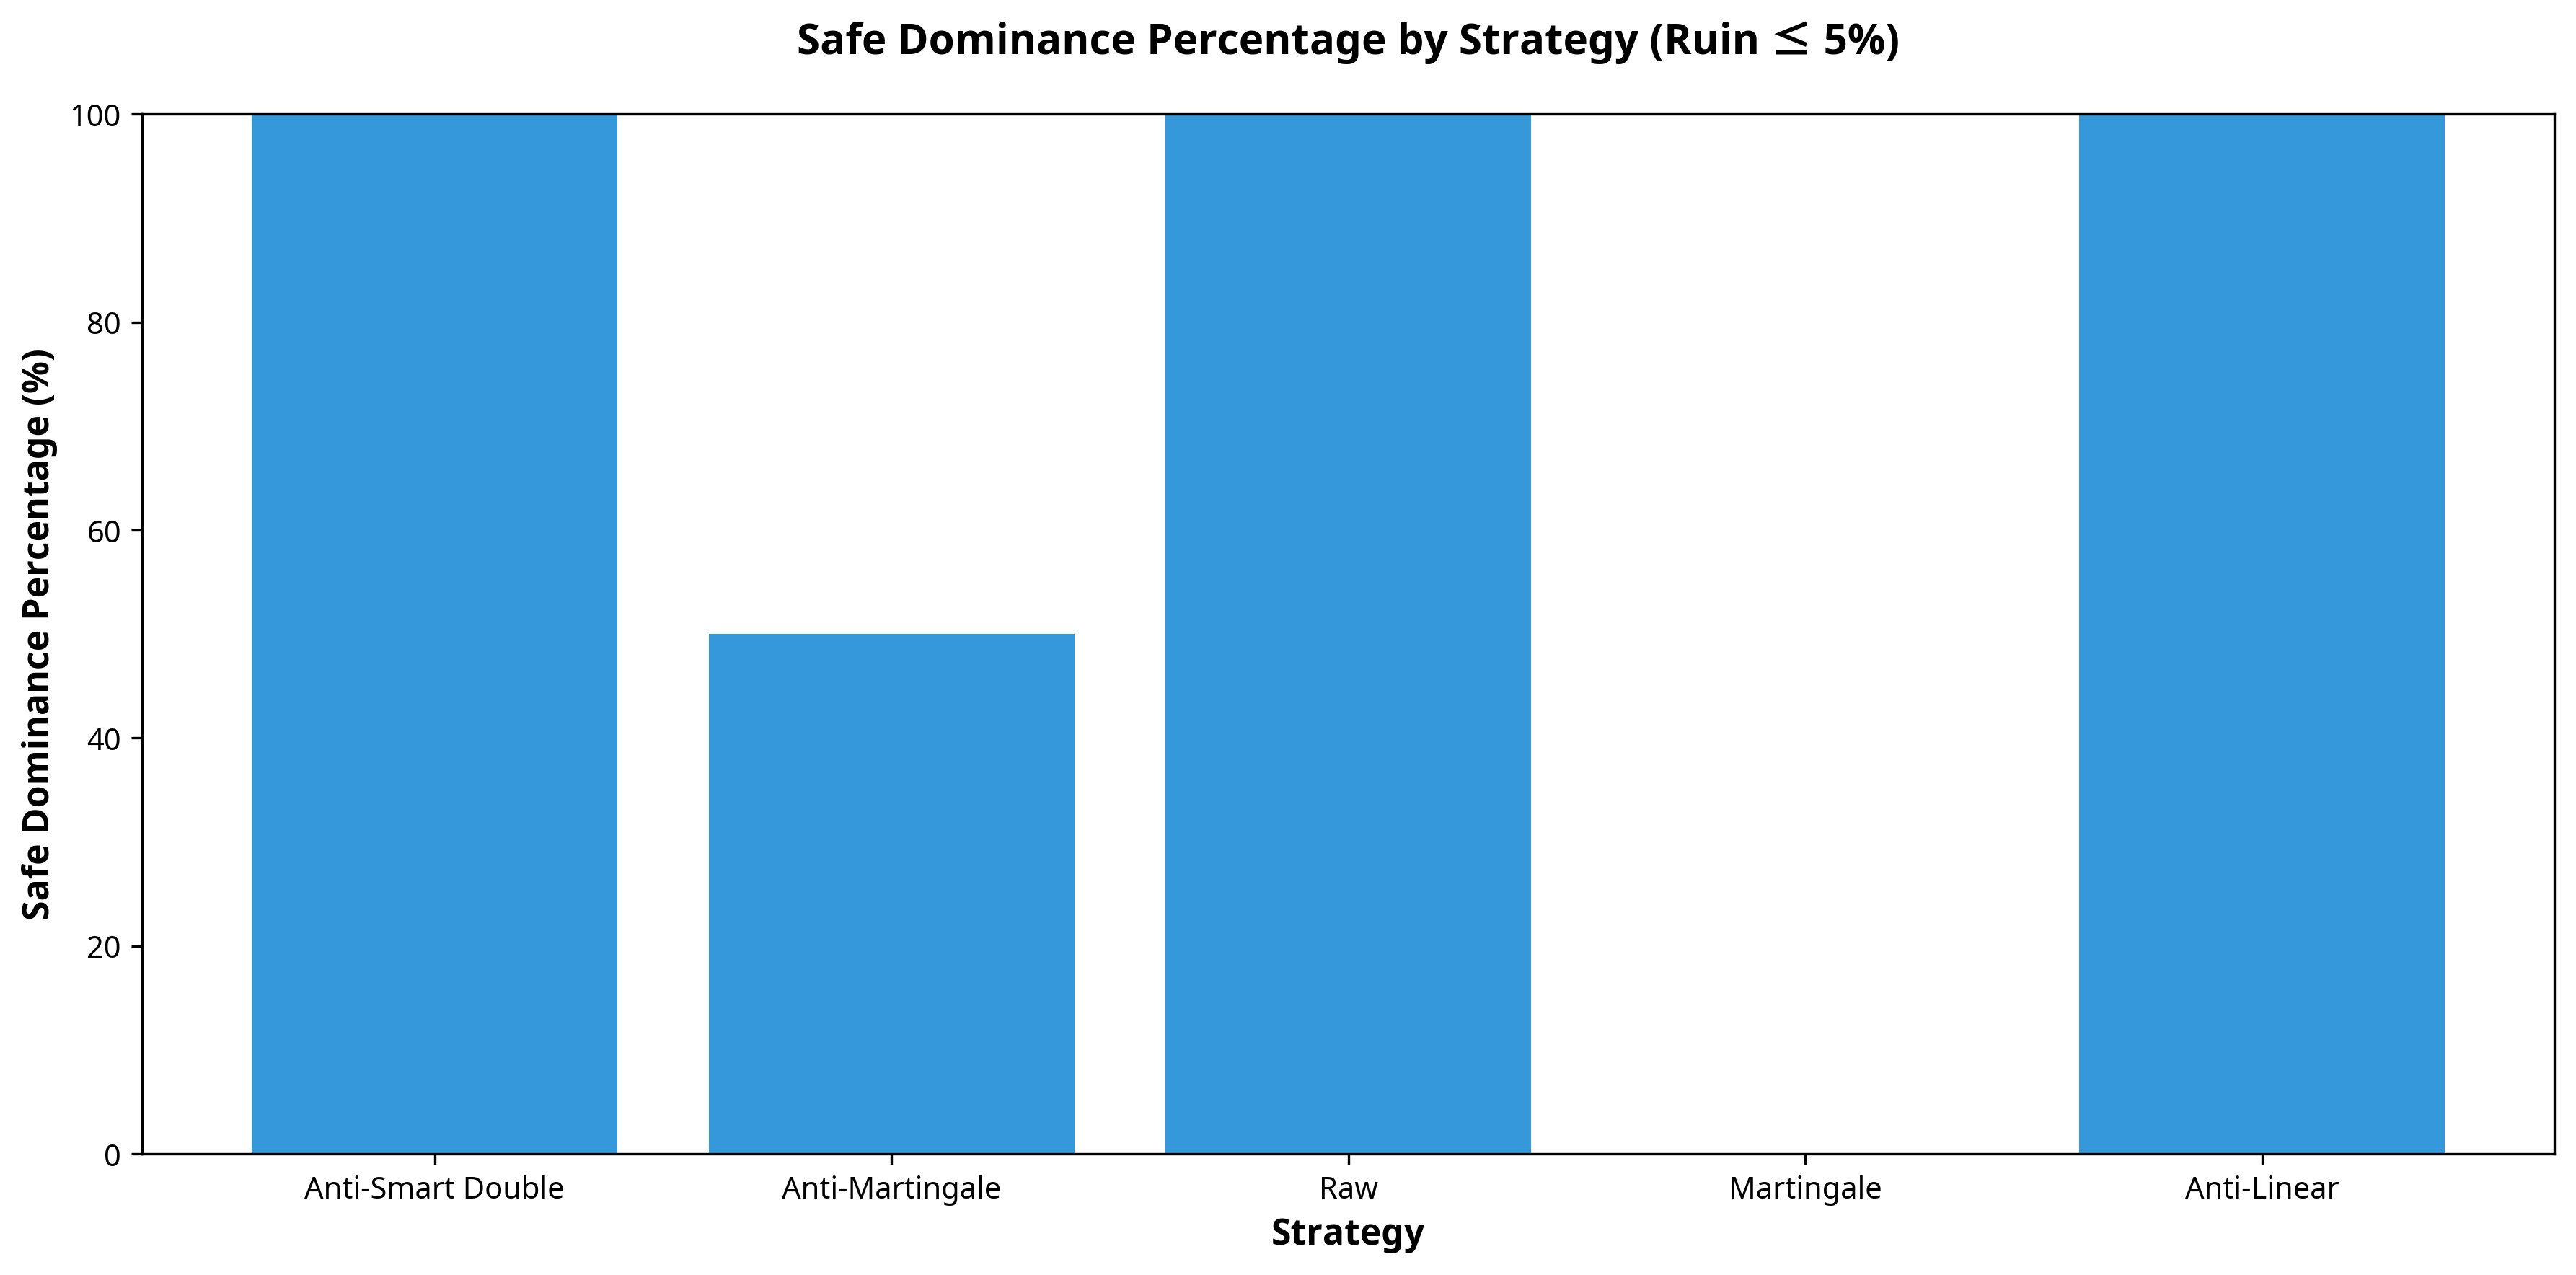 Safe Dominance Percentage by Strategy (Ruin ≤ 5%)
Safe Dominance Percentage (%)
100
80
60
40
20
0
Anti-Smart Double Anti-Martingale Raw Martingale Anti-Linear
Strategy